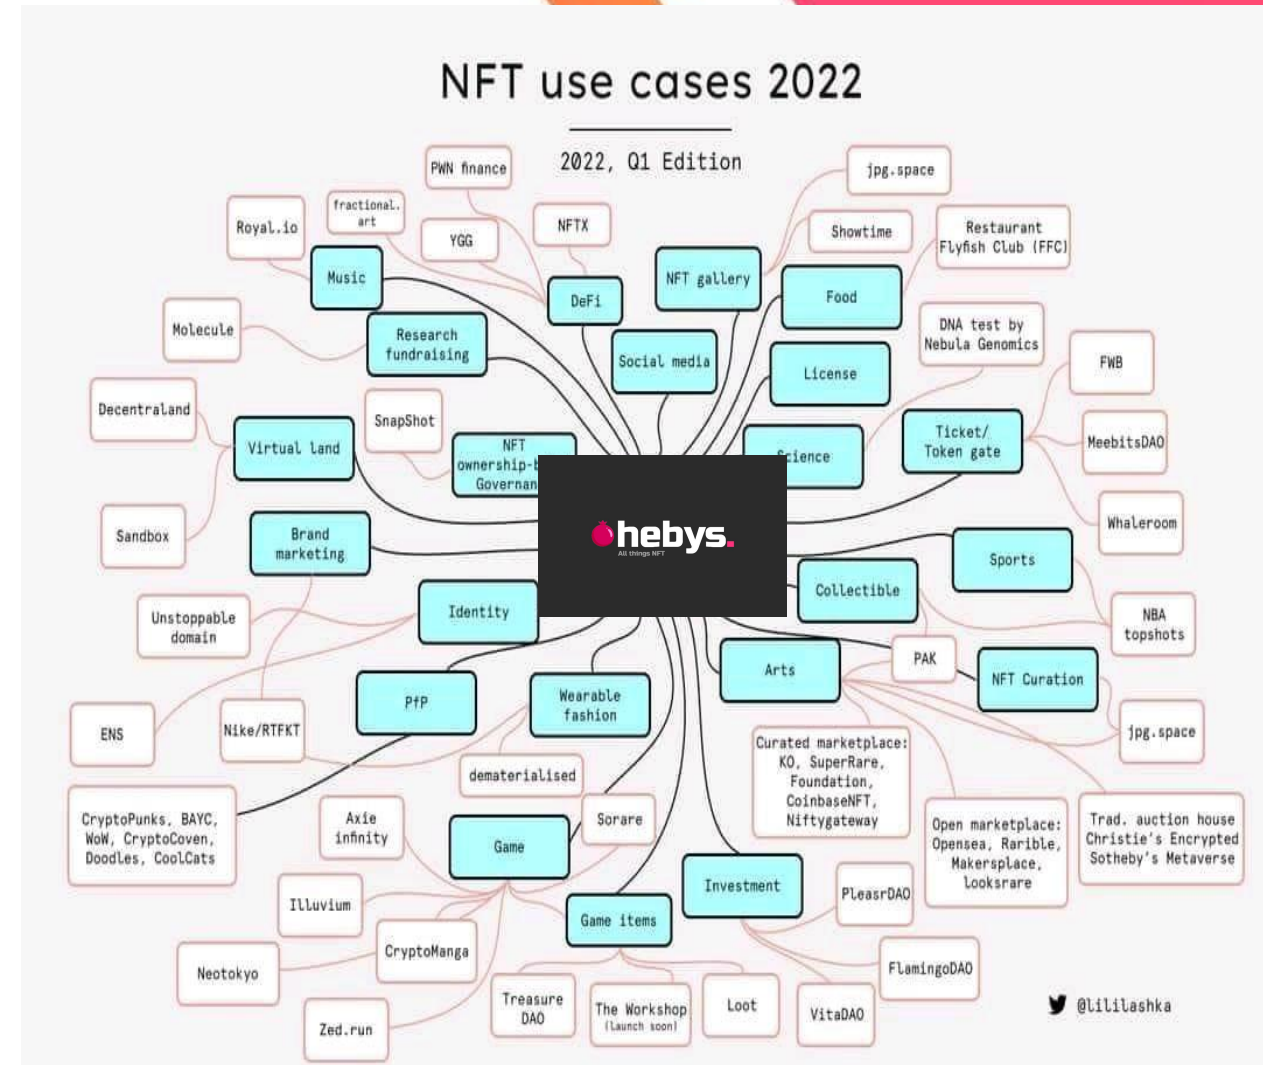 NFT use cases 2022
2022, Q1 Edition
PWN finance
jpg.space
fractional.
art
Royal.io
YGG
NFTX
Showtime
Restaurant
Flyfish Club (FFC)
Music
DeFi
NFT gallery
Food
Molecule
Research
fundraising
Social media
License
DNA test by
Nebula Genomics
FWB
Decentraland
SnapShot
Virtual land
NFT
ownership-b
Governan
Science
Ticket/
Token gate
MeebitsDAO
Sandbox
Brand
marketing
hebys.
All things NFT
Whaleroom
Sports
Collectible
Unstoppable
domain
Identity
NBA
topshots
PAK
Arts
NFT Curation
PfP
Wearable
fashion
ENS
Nike/RTFKT
jpg.space
dematerialised
Curated marketplace:
KO, SuperRare,
Foundation,
CoinbaseNFT,
Niftygateway
CryptoPunks, BAYC,
WoW, CryptoCoven,
Doodles, CoolCats
Axie
infinity
Game
Sorare
Open marketplace:
Opensea, Rarible,
Makersplace,
Looksrare
Trad. auction house
Christie's Encrypted
Sotheby's Metaverse
Investment
PleasrDAO
Illuvium
Game items
CryptoManga
Neotokyo
FlamingoDAO
Treasure
DAO
The Workshop
(Launch soon)
Loot
VitaDAO
Zed.run
@lililashka